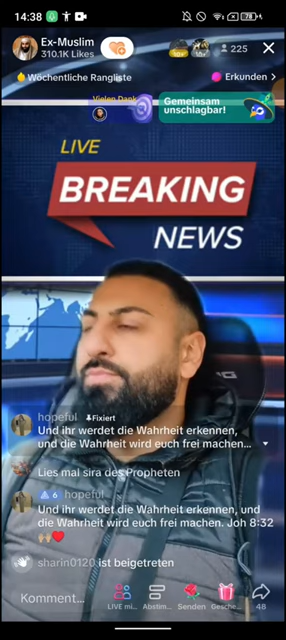 14:38
78
Ex-Muslim
310.1K Likes
225
Wöchentliche Rangliste
Erkunden >
Vielen Dank
Gemeinsam
unschlagbar!
LIVE
BREAKING
NEWS
hopeful Fixiert
Und ihr werdet die Wahrheit erkennen,
und die Wahrheit wird euch frei machen...
Lies mal sira des Propheten
6 hopeful
Und ihr werdet die Wahrheit erkennen, und
die Wahrheit wird euch frei machen. Joh 8:32
sharin0120 ist beigetreten
Komment...
LIVE mi...
Abstim...
Senden
Gesche...
48